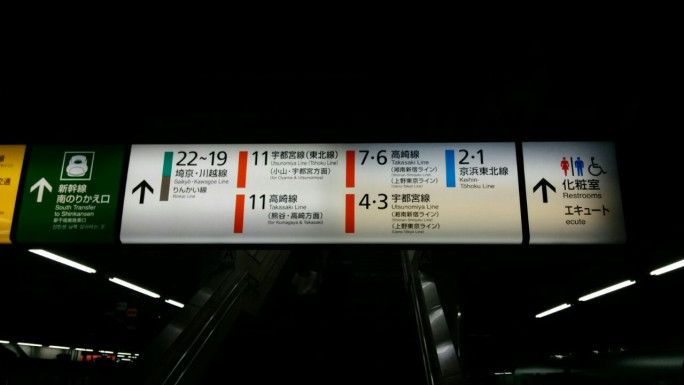 新幹線
南のりかえ口
South Transfer
to Shinkansen
22~19
埼京・川越線
Saikyō・Kawagoe Line
りんかい線
Rinkai Line
11
宇都宮線(東北線)
Utsunomiya Line (Tōhoku Line)
(小山・宇都宮方面)
(for Oyama & Utsunomiya)
11
高崎線
Takasaki Line
(熊谷・高崎方面)
(for Kumagaya & Takasaki)
7・6
高崎線
Takasaki Line
(湘南新宿ライン)
(上野東京ライン)
4・3
宇都宮線
Utsunomiya Line
(湘南新宿ライン)
(上野東京ライン)
2・1
京浜東北線
Keihin-
Tōhoku Line
化粧室
Restrooms
エキュート
ecute